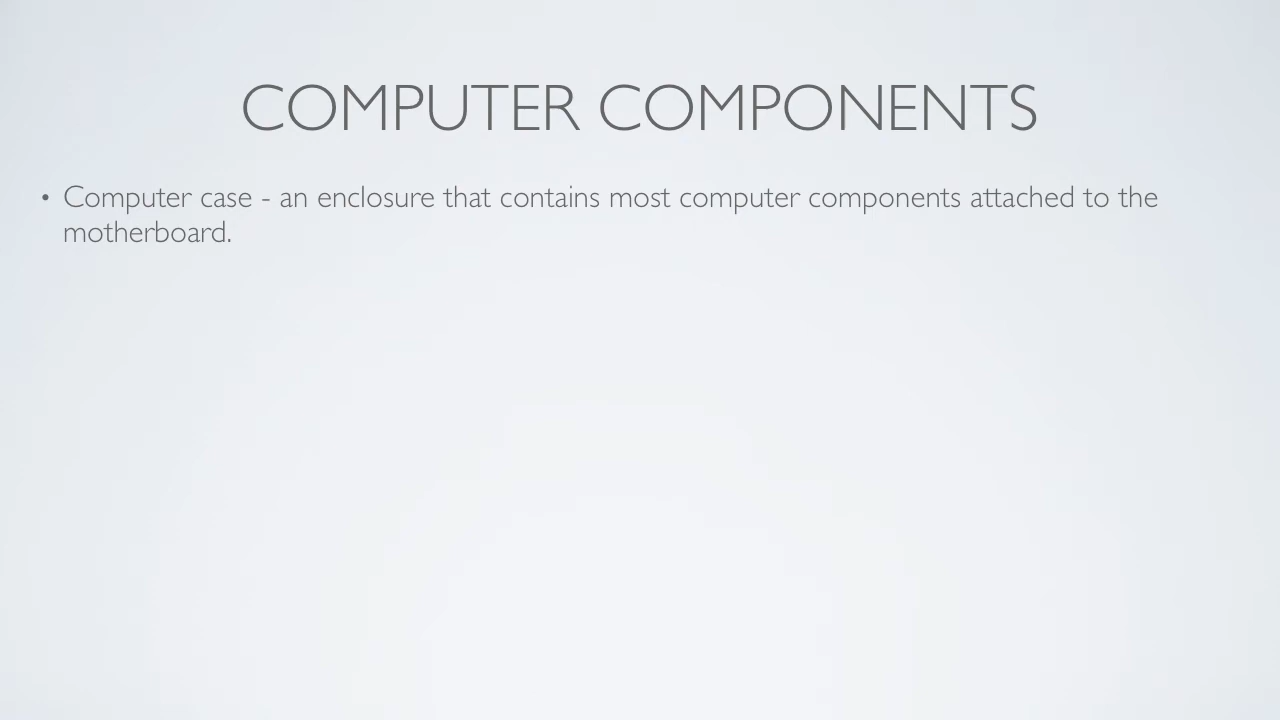 COMPUTER COMPONENTS
• Computer case - an enclosure that contains most computer components attached to the
motherboard.